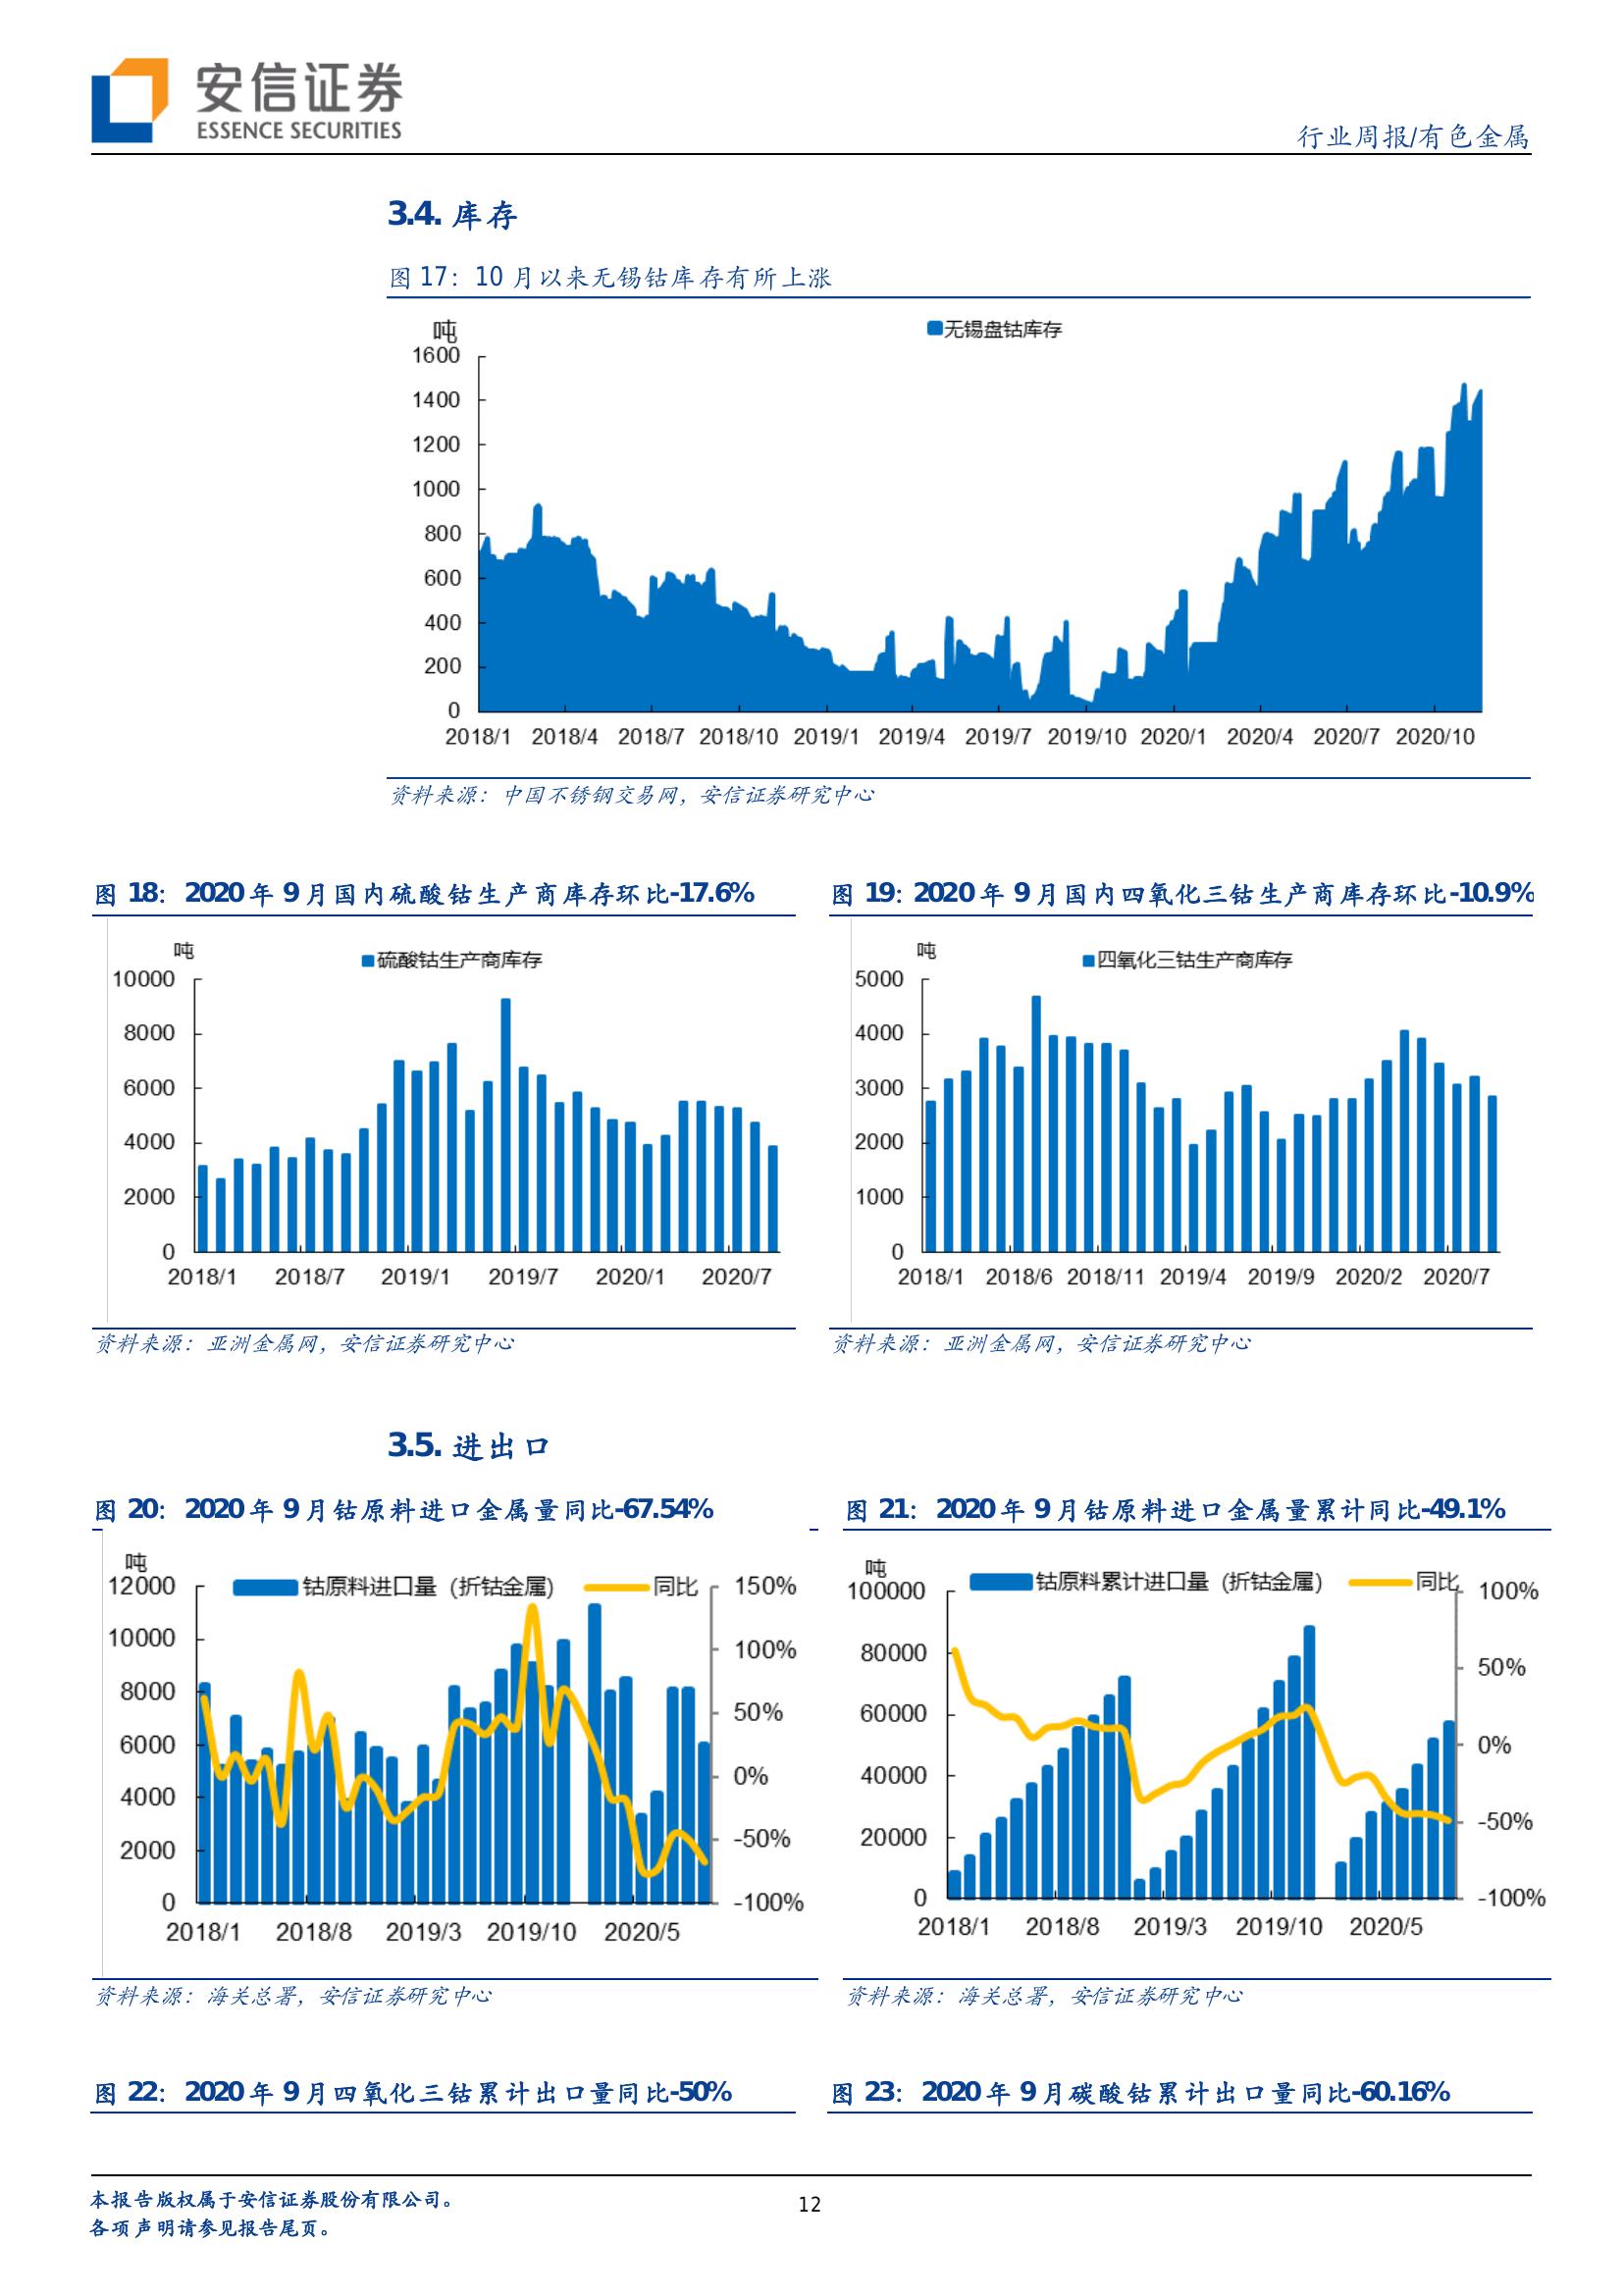 安信证券
ESSENCE SECURITIES
行业周报/有色金属
3.4. 库存
图 17：10 月以来无锡钴库存有所上涨
吨
无锡盘钴库存
1600
1400
1200
1000
800
600
400
200
0
2018/1 2018/4 2018/7 2018/10 2019/1 2019/4 2019/7 2019/10 2020/1 2020/4 2020/7 2020/10
资料来源：中国不锈钢交易网，安信证券研究中心
图 18：2020 年 9 月国内硫酸钴生产商库存环比-17.6%
吨
硫酸钴生产商库存
10000
8000
6000
4000
2000
0
2018/1 2018/7 2019/1 2019/7 2020/1 2020/7
资料来源：亚洲金属网，安信证券研究中心
图 19：2020 年 9 月国内四氧化三钴生产商库存环比-10.9%
吨
四氧化三钴生产商库存
5000
4000
3000
2000
1000
0
2018/1 2018/6 2018/11 2019/4 2019/9 2020/2 2020/7
资料来源：亚洲金属网，安信证券研究中心
3.5. 进出口
图 20：2020 年 9 月钴原料进口金属量同比-67.54%
吨
钴原料进口量（折钴金属） 同比
12000
10000
8000
6000
4000
2000
0
150%
100%
50%
0%
-50%
-100%
2018/1 2018/8 2019/3 2019/10 2020/5
资料来源：海关总署，安信证券研究中心
图 21：2020 年 9 月钴原料进口金属量累计同比-49.1%
吨
钴原料累计进口量（折钴金属） 同比
100000
80000
60000
40000
20000
0
100%
50%
0%
-50%
-100%
2018/1 2018/8 2019/3 2019/10 2020/5
资料来源：海关总署，安信证券研究中心
图 22：2020 年 9 月四氧化三钴累计出口量同比-50%
图 23：2020 年 9 月碳酸钴累计出口量同比-60.16%
本报告版权属于安信证券股份有限公司。
各项声明请参见报告尾页。
12